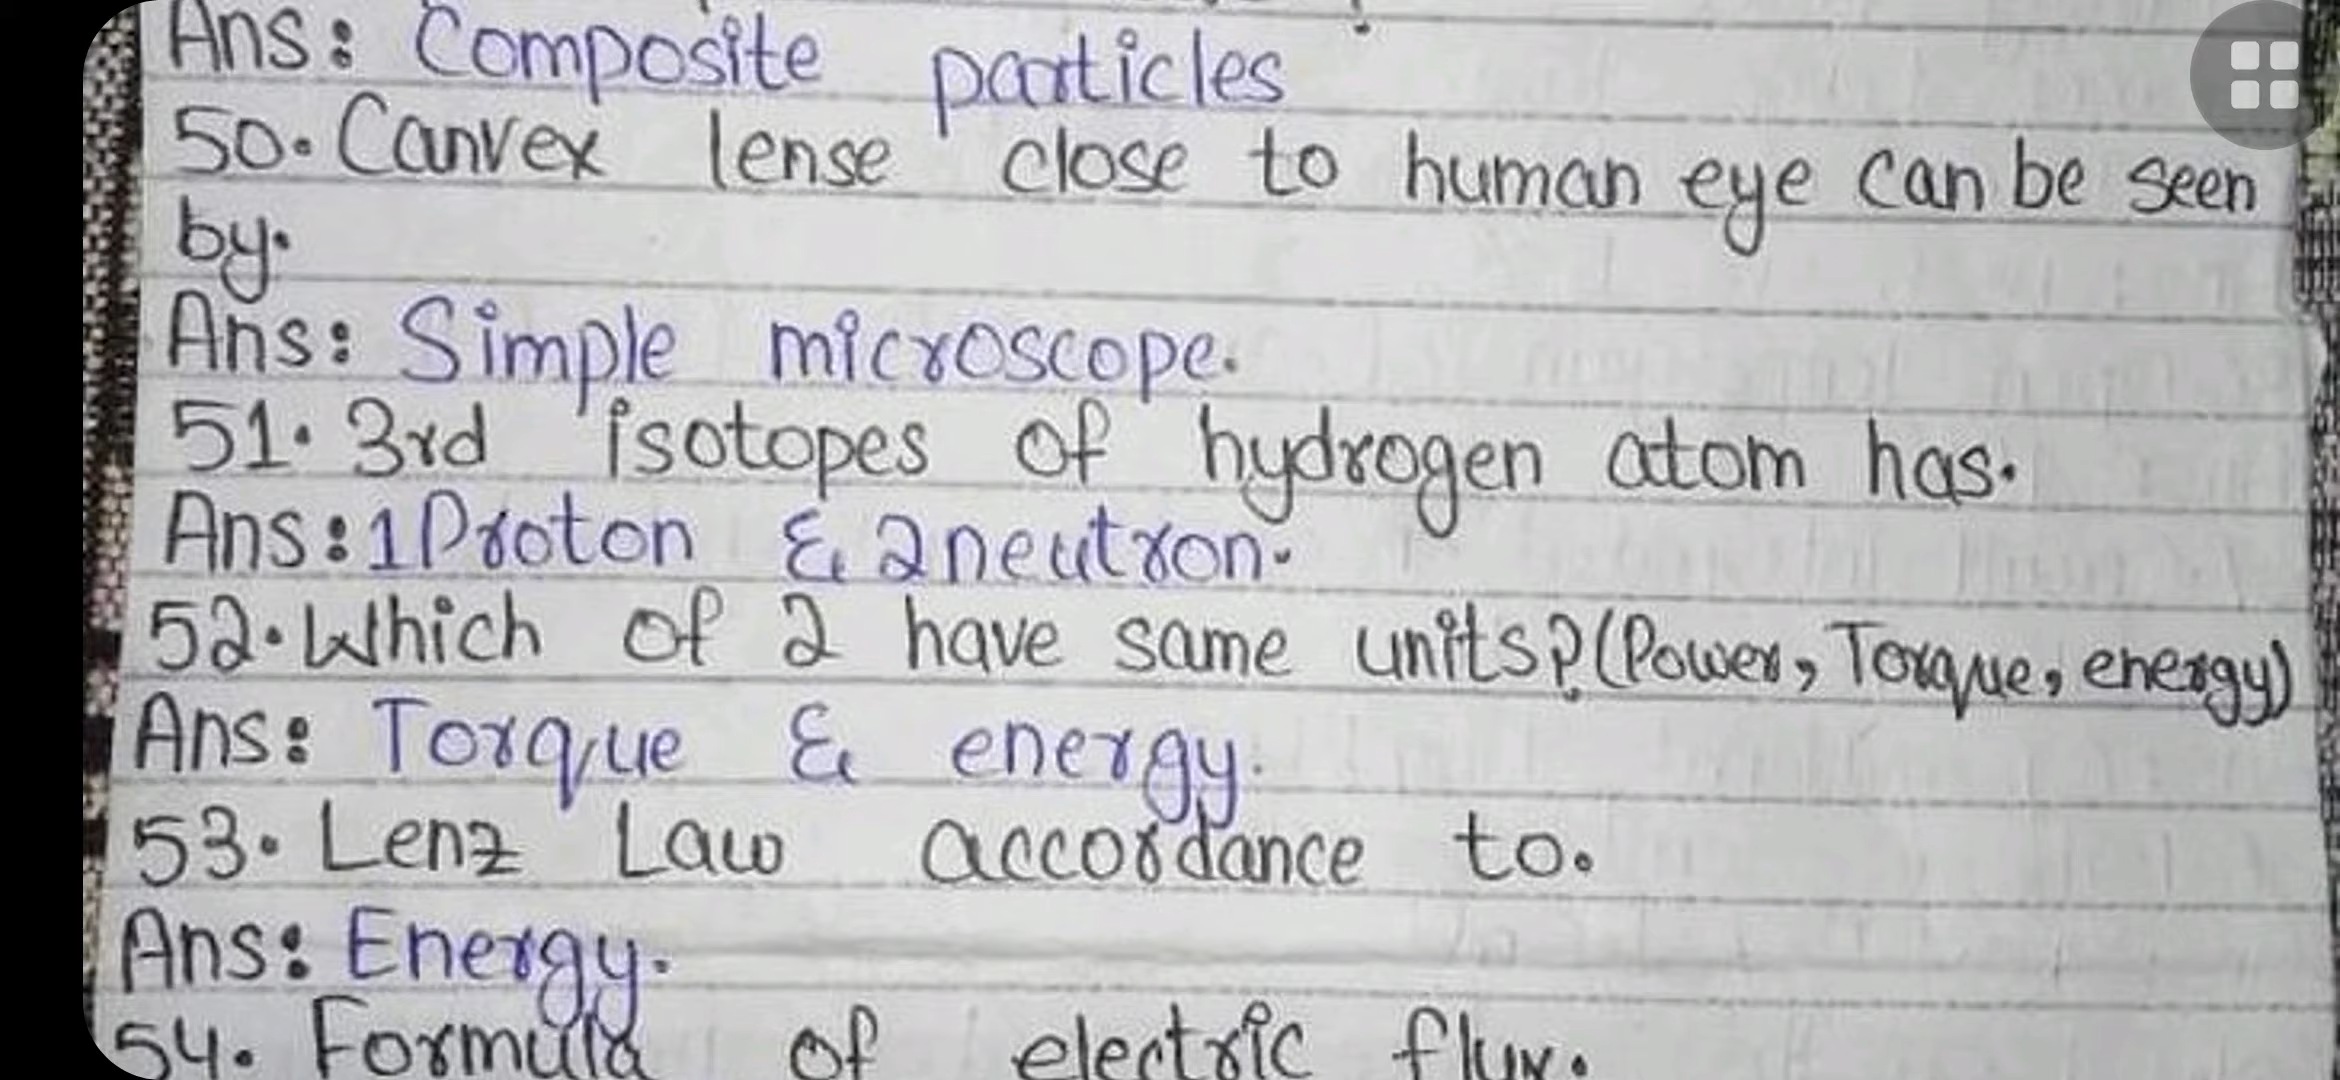 Ans: Composite particles
50. Canvex lense close to human eye can be seen
by.
Ans: Simple microscope.
51. 3rd isotopes of hydrogen atom has.
Ans: 1 Proton & 2 neutron.
52. Which of 2 have same units? (Power, Torque, energy)
Ans: Torque & energy.
53. Lenz Law accordance to.
Ans: Energy.
54. Formula of electric flux.